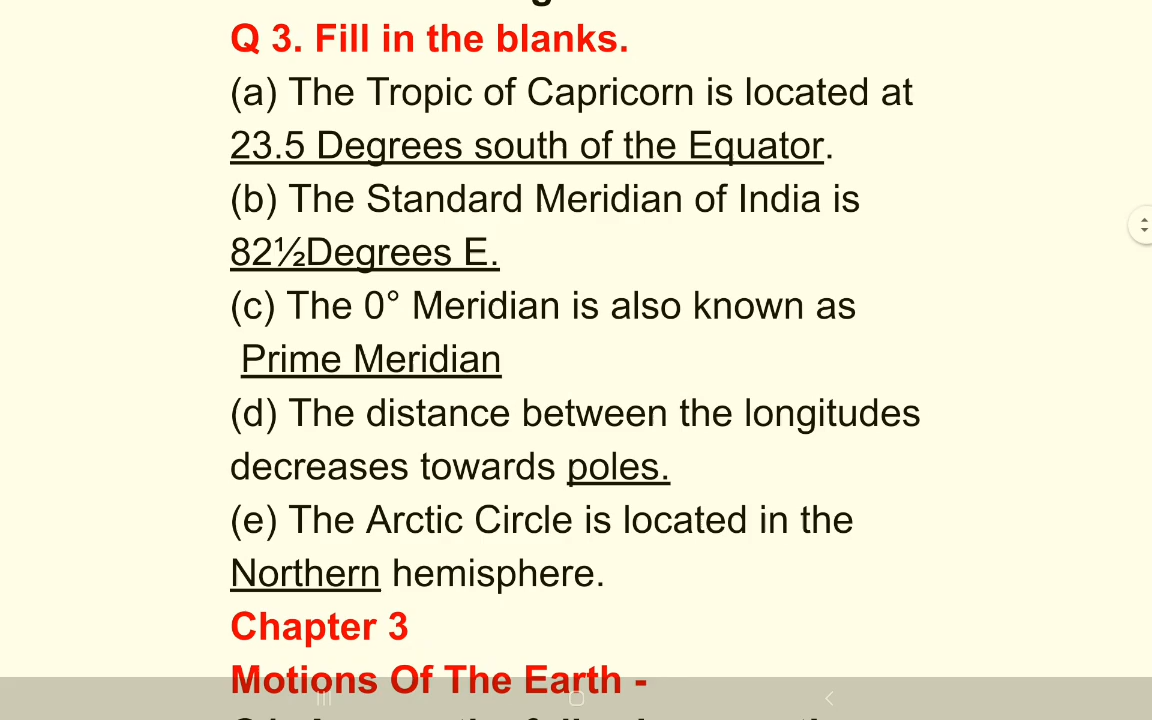 Q 3. Fill in the blanks.
(a) The Tropic of Capricorn is located at
23.5 Degrees south of the Equator.
(b) The Standard Meridian of India is
82½Degrees E.
(c) The 0° Meridian is also known as
Prime Meridian
(d) The distance between the longitudes
decreases towards poles.
(e) The Arctic Circle is located in the
Northern hemisphere.
Chapter 3
Motions Of The Earth -